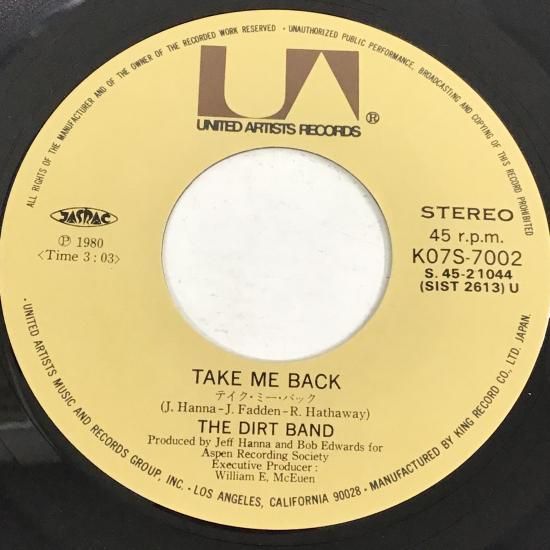 ALL RIGHTS OF THE MANUFACTURER AND OF THE OWNER OF THE RECORDED WORK RESERVED - UNAUTHORIZED PUBLIC PERFORMANCE, BROADCASTING AND COPYING OF THIS RECORD PROHIBITED
UA
®
UNITED ARTISTS RECORDS
JASRAC
Ⓟ 1980
<Time 3:03>
STEREO
45 r.p.m.
K07S-7002
S. 45-21044
(SIST 2613) U
TAKE ME BACK
テイク・ミー・バック
(J. Hanna-J. Fadden-R. Hathaway)
THE DIRT BAND
Produced by Jeff Hanna and Bob Edwards for
Aspen Recording Society
Executive Producer:
William E, McEuen
· UNITED ARTISTS MUSIC AND RECORDS GROUP, INC. · LOS ANGELES, CALIFORNIA 90028 · MANUFACTURED BY KING RECORD CO., LTD. JAPAN.